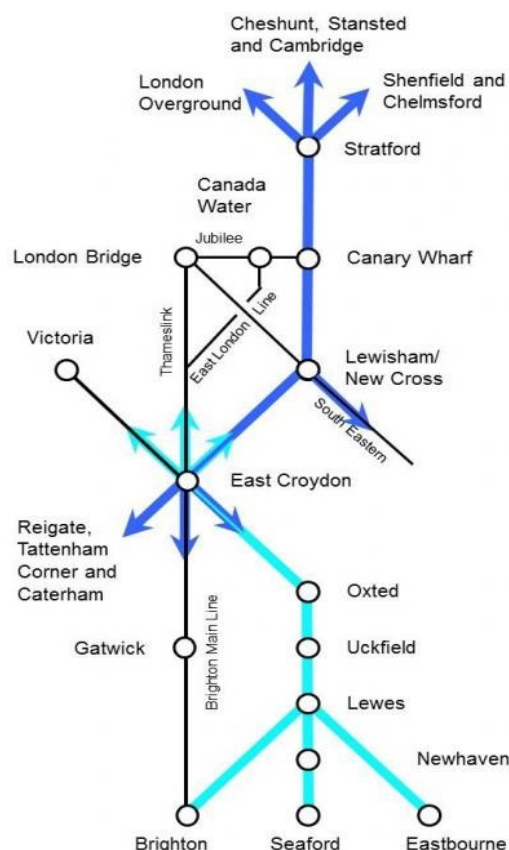 Cheshunt, Stansted
and Cambridge
London
Overground
Shenfield and
Chelmsford
Stratford
Canada
Water
Jubilee
London Bridge
Canary Wharf
Victoria
Thameslink
East London Line
Lewisham/
New Cross
South Eastern
East Croydon
Reigate,
Tattenham
Corner and
Caterham
Oxted
Gatwick
Brighton Main Line
Uckfield
Lewes
Newhaven
Brighton
Seaford
Eastbourne